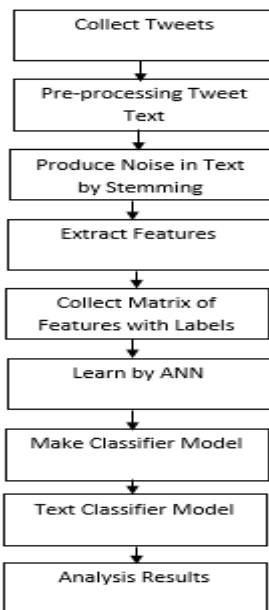 Collect Tweets
Pre-processing Tweet
Text
Produce Noise in Text
by Stemming
Extract Features
Collect Matrix of
Features with Labels
Learn by ANN
Make Classifier Model
Text Classifier Model
Analysis Results